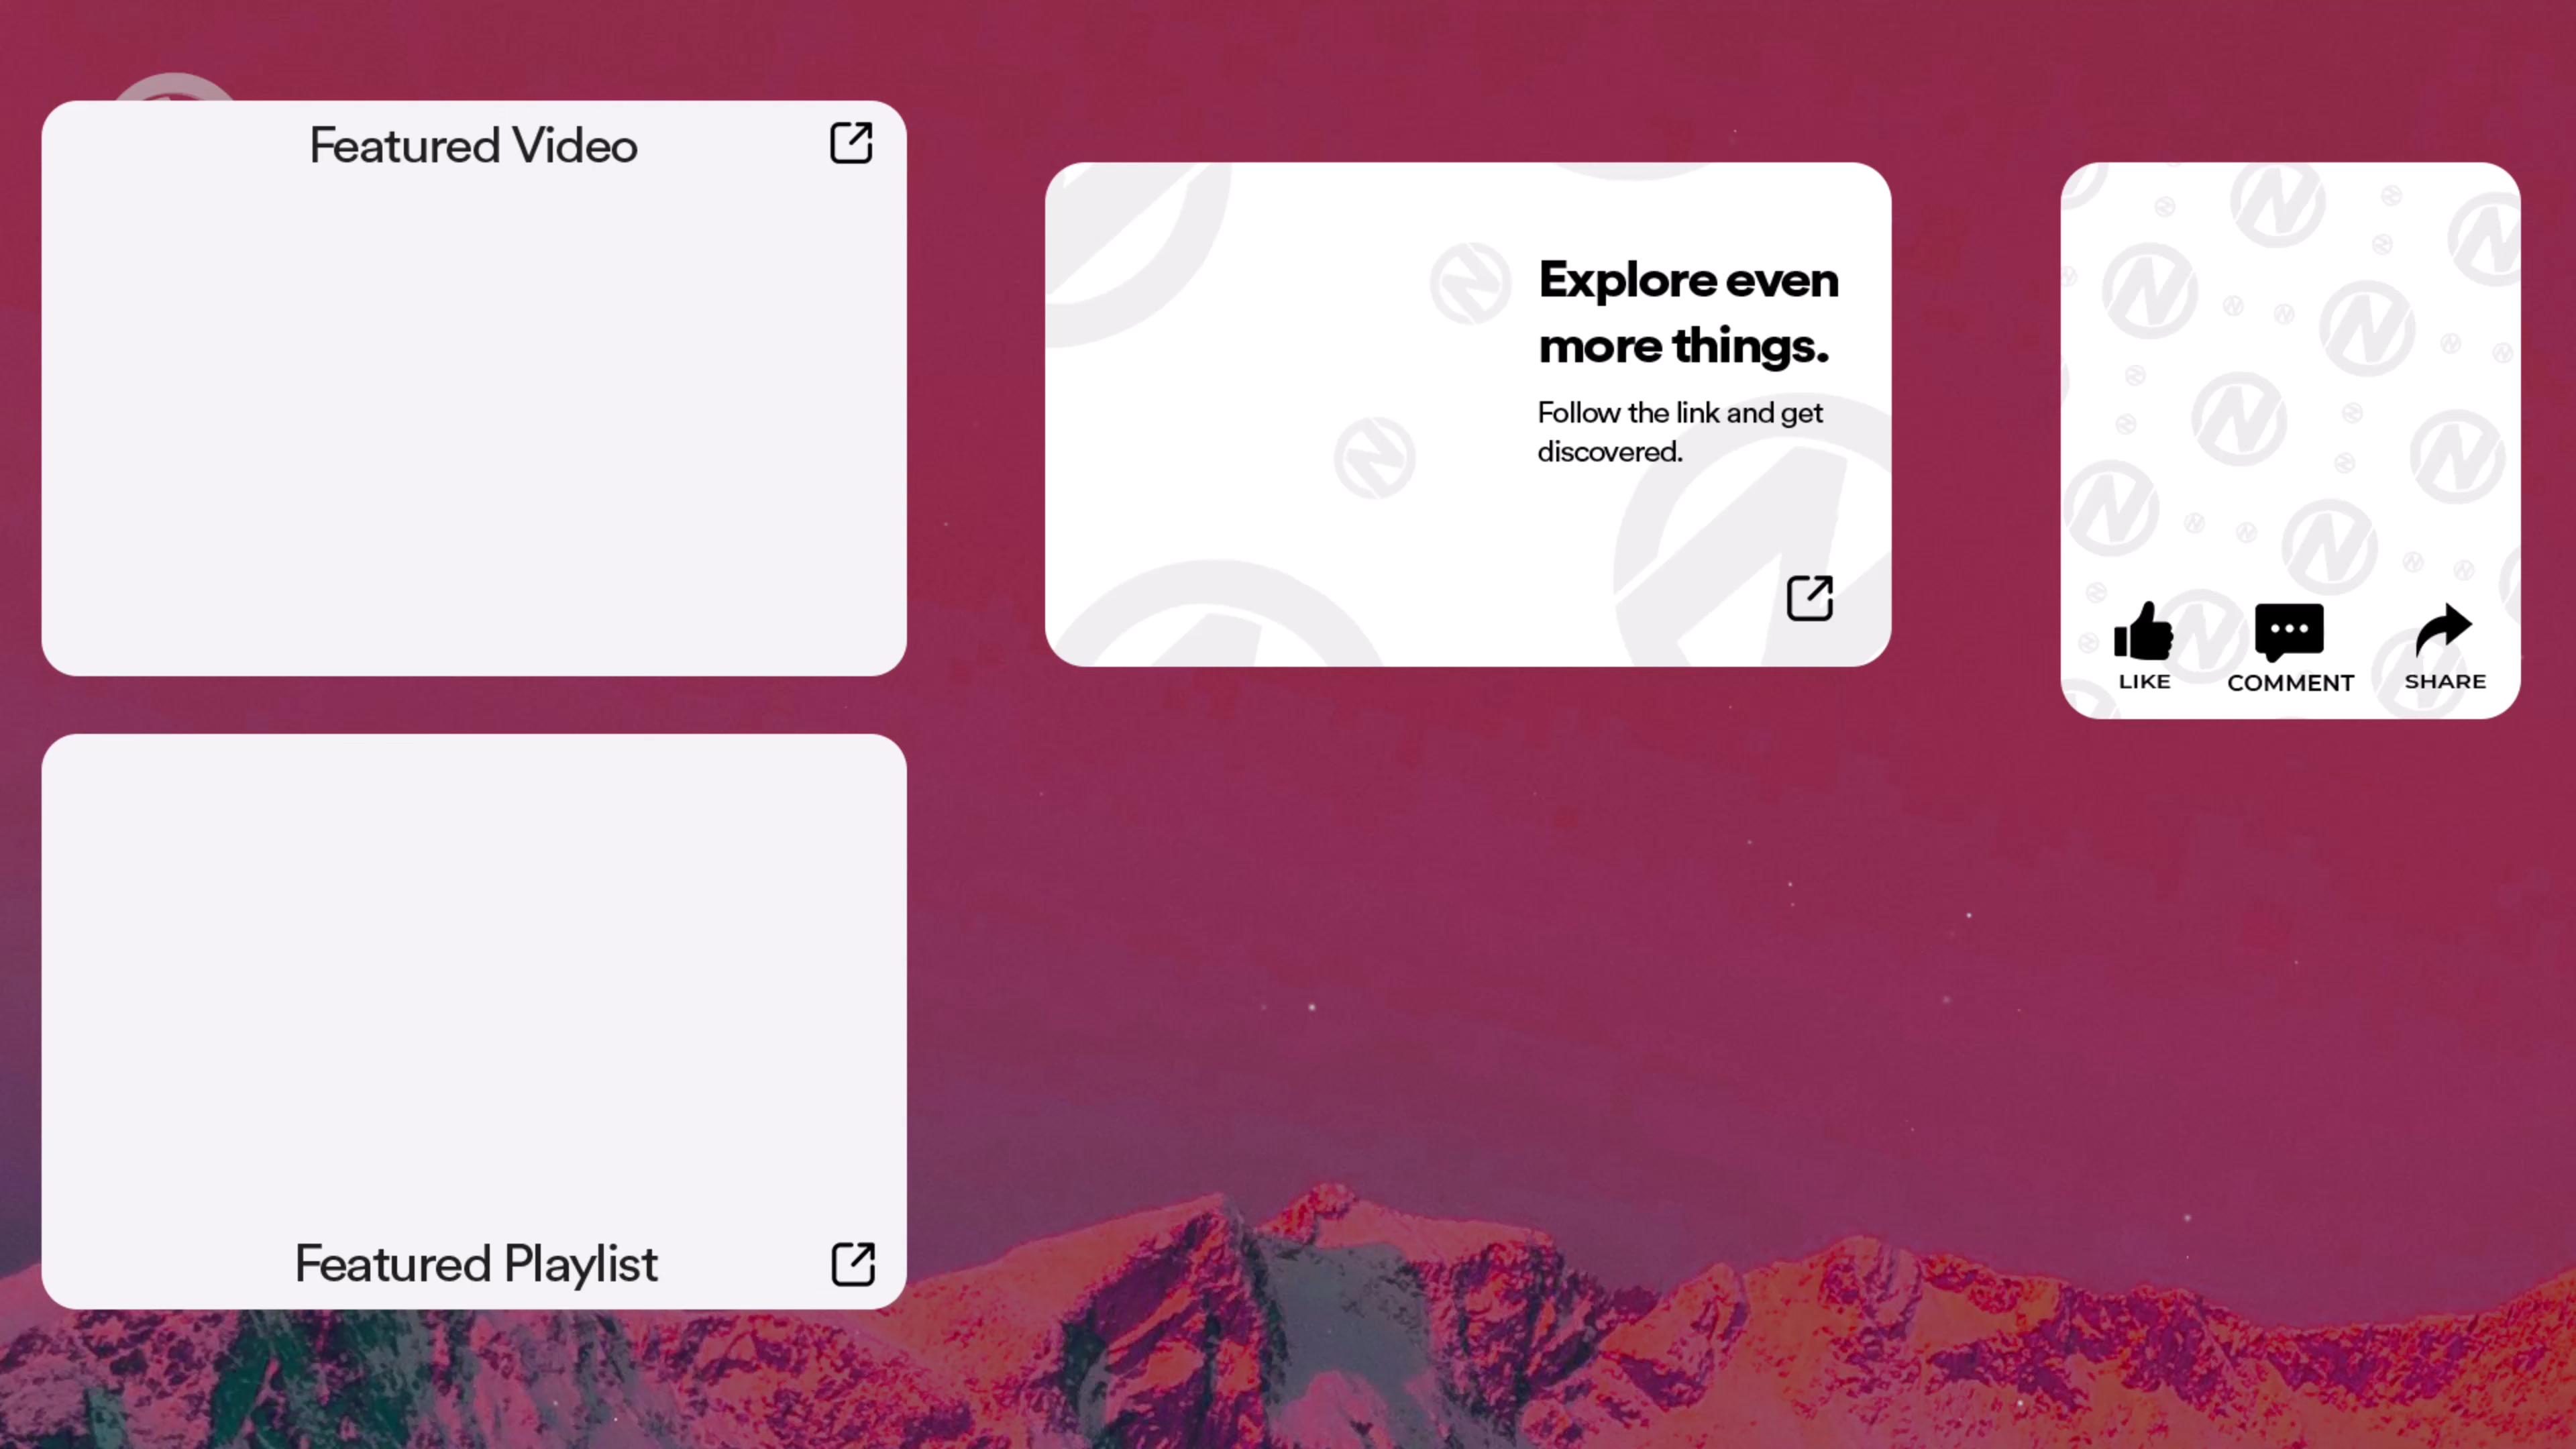 Featured Video
Explore even
more things.
Follow the link and get
discovered.
LIKE
COMMENT
SHARE
Featured Playlist